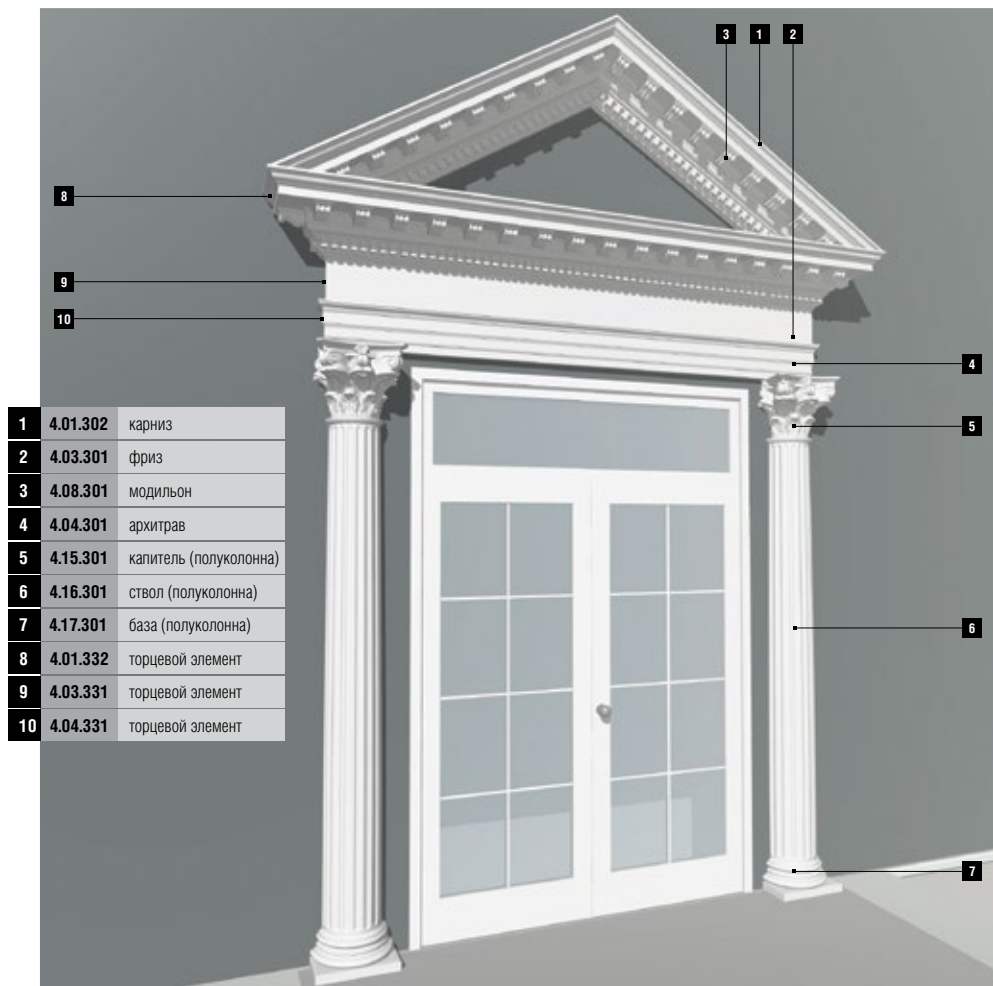 3 1 2
8
9
10
4
5
6
7
1 4.01.302 карниз
2 4.03.301 фриз
3 4.08.301 модильон
4 4.04.301 архитрав
5 4.15.301 капитель (полуколонна)
6 4.16.301 ствол (полуколонна)
7 4.17.301 база (полуколонна)
8 4.01.332 торцевой элемент
9 4.03.331 торцевой элемент
10 4.04.331 торцевой элемент